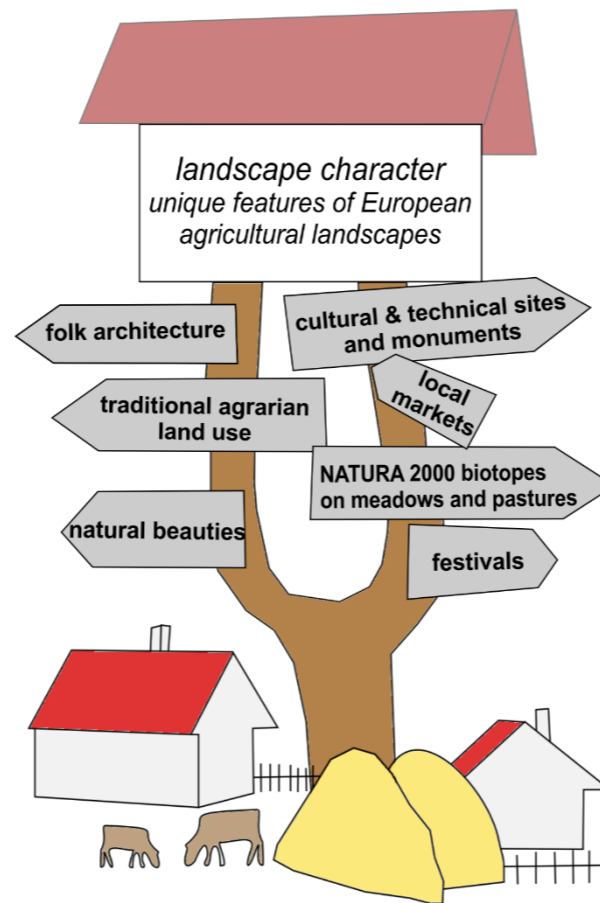 landscape character
unique features of European
agricultural landscapes
folk architecture
cultural & technical sites
and monuments
local
markets
traditional agrarian
land use
NATURA 2000 biotopes
on meadows and pastures
natural beauties
festivals